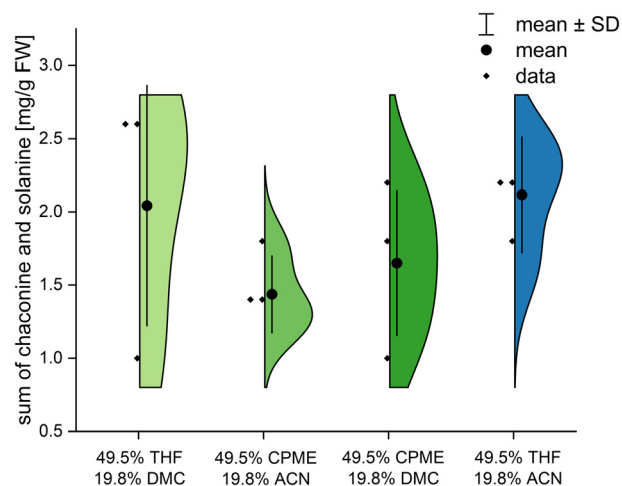 mean ± SD
mean
data
sum of chaconine and solanine [mg/g FW]
3.0
2.5
2.0
1.5
1.0
0.5
49.5% THF 49.5% CPME 49.5% CPME 49.5% THF
19.8% DMC 19.8% ACN 19.8% DMC 19.8% ACN